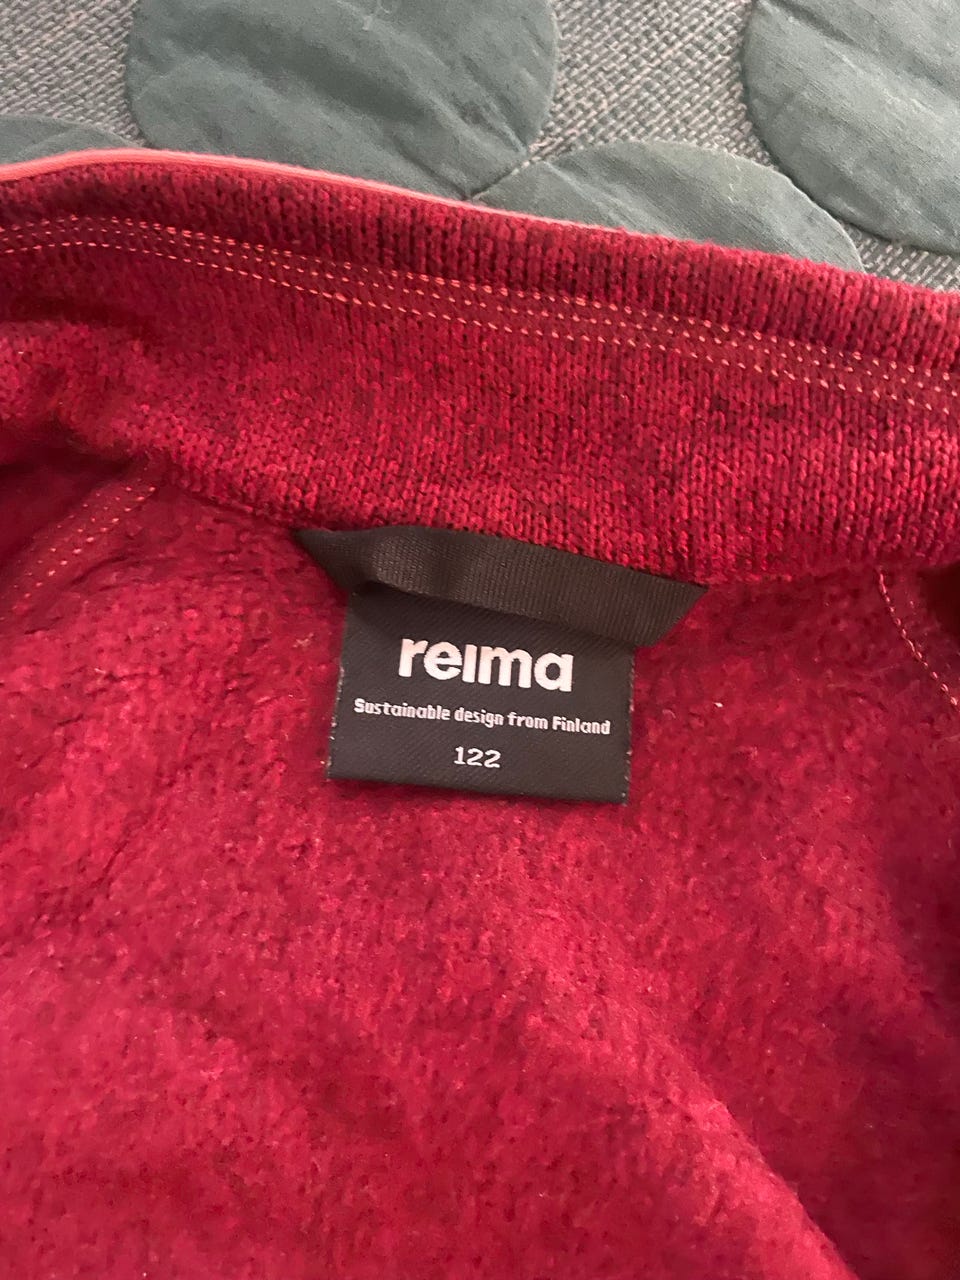 reima
Sustainable design from Finland
122